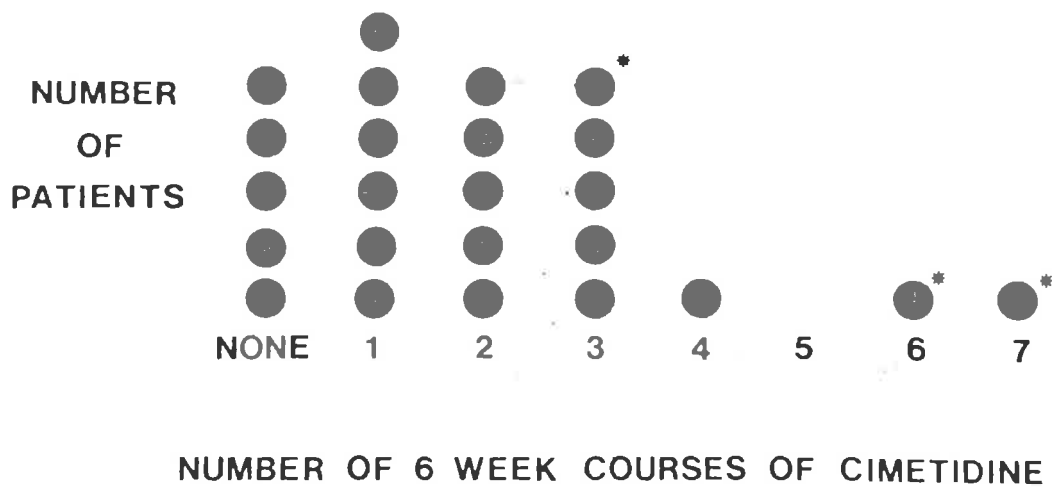 NUMBER
OF
PATIENTS
*
* *
NONE 1 2 3 4 5 6 7
NUMBER OF 6 WEEK COURSES OF CIMETIDINE